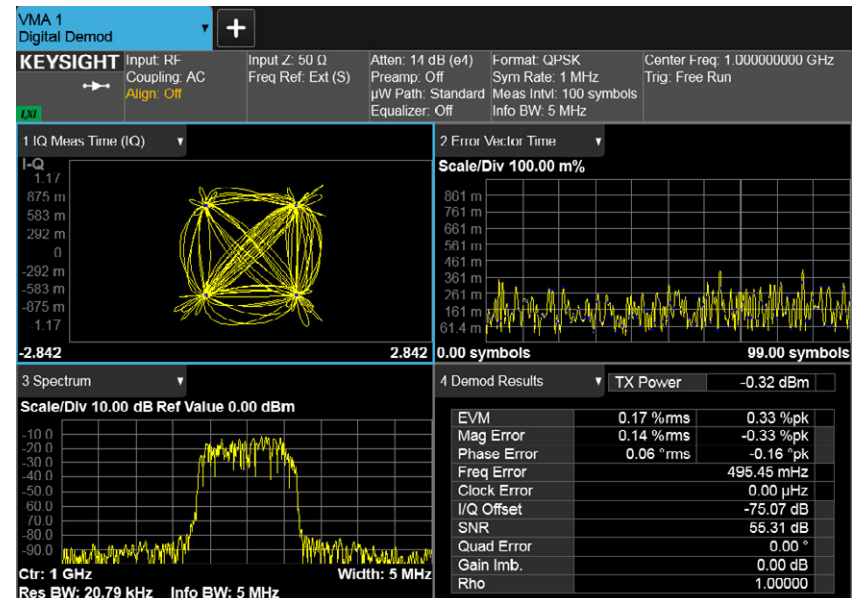 VMA 1
Digital Demod
+
KEYSIGHT
LXI
Input: RF
Coupling: AC
Align: Off
Input Z: 50 Ω
Freq Ref: Ext (S)
Atten: 14 dB (e4)
Preamp: Off
µW Path: Standard
Equalizer: Off
Format: QPSK
Sym Rate: 1 MHz
Meas Intvl: 100 symbols
Info BW: 5 MHz
Center Freq: 1.000000000 GHz
Trig: Free Run
1 IQ Meas Time (IQ)
I-Q
1.17
875 m
583 m
292 m
0
-292 m
-583 m
-875 m
-1.17
-2.842 2.842
2 Error Vector Time
Scale/Div 100.00 m%
861 m
761 m
661 m
561 m
461 m
361 m
261 m
161 m
61.4 m
0.00 symbols 99.00 symbols
3 Spectrum
Scale/Div 10.00 dB Ref Value 0.00 dBm
-10.0
-20.0
-30.0
-40.0
-50.0
-60.0
-70.0
-80.0
-90.0
Ctr: 1 GHz Width: 5 MHz
Res BW: 20.79 kHz Info BW: 5 MHz
4 Demod Results TX Power -0.32 dBm
EVM 0.17 %rms 0.33 %pk
Mag Error 0.14 %rms -0.33 %pk
Phase Error 0.06 °rms -0.16 °pk
Freq Error 495.45 mHz
Clock Error 0.00 µHz
I/Q Offset -75.07 dB
SNR 55.31 dB
Quad Error 0.00 °
Gain Imb. 0.00 dB
Rho 1.00000